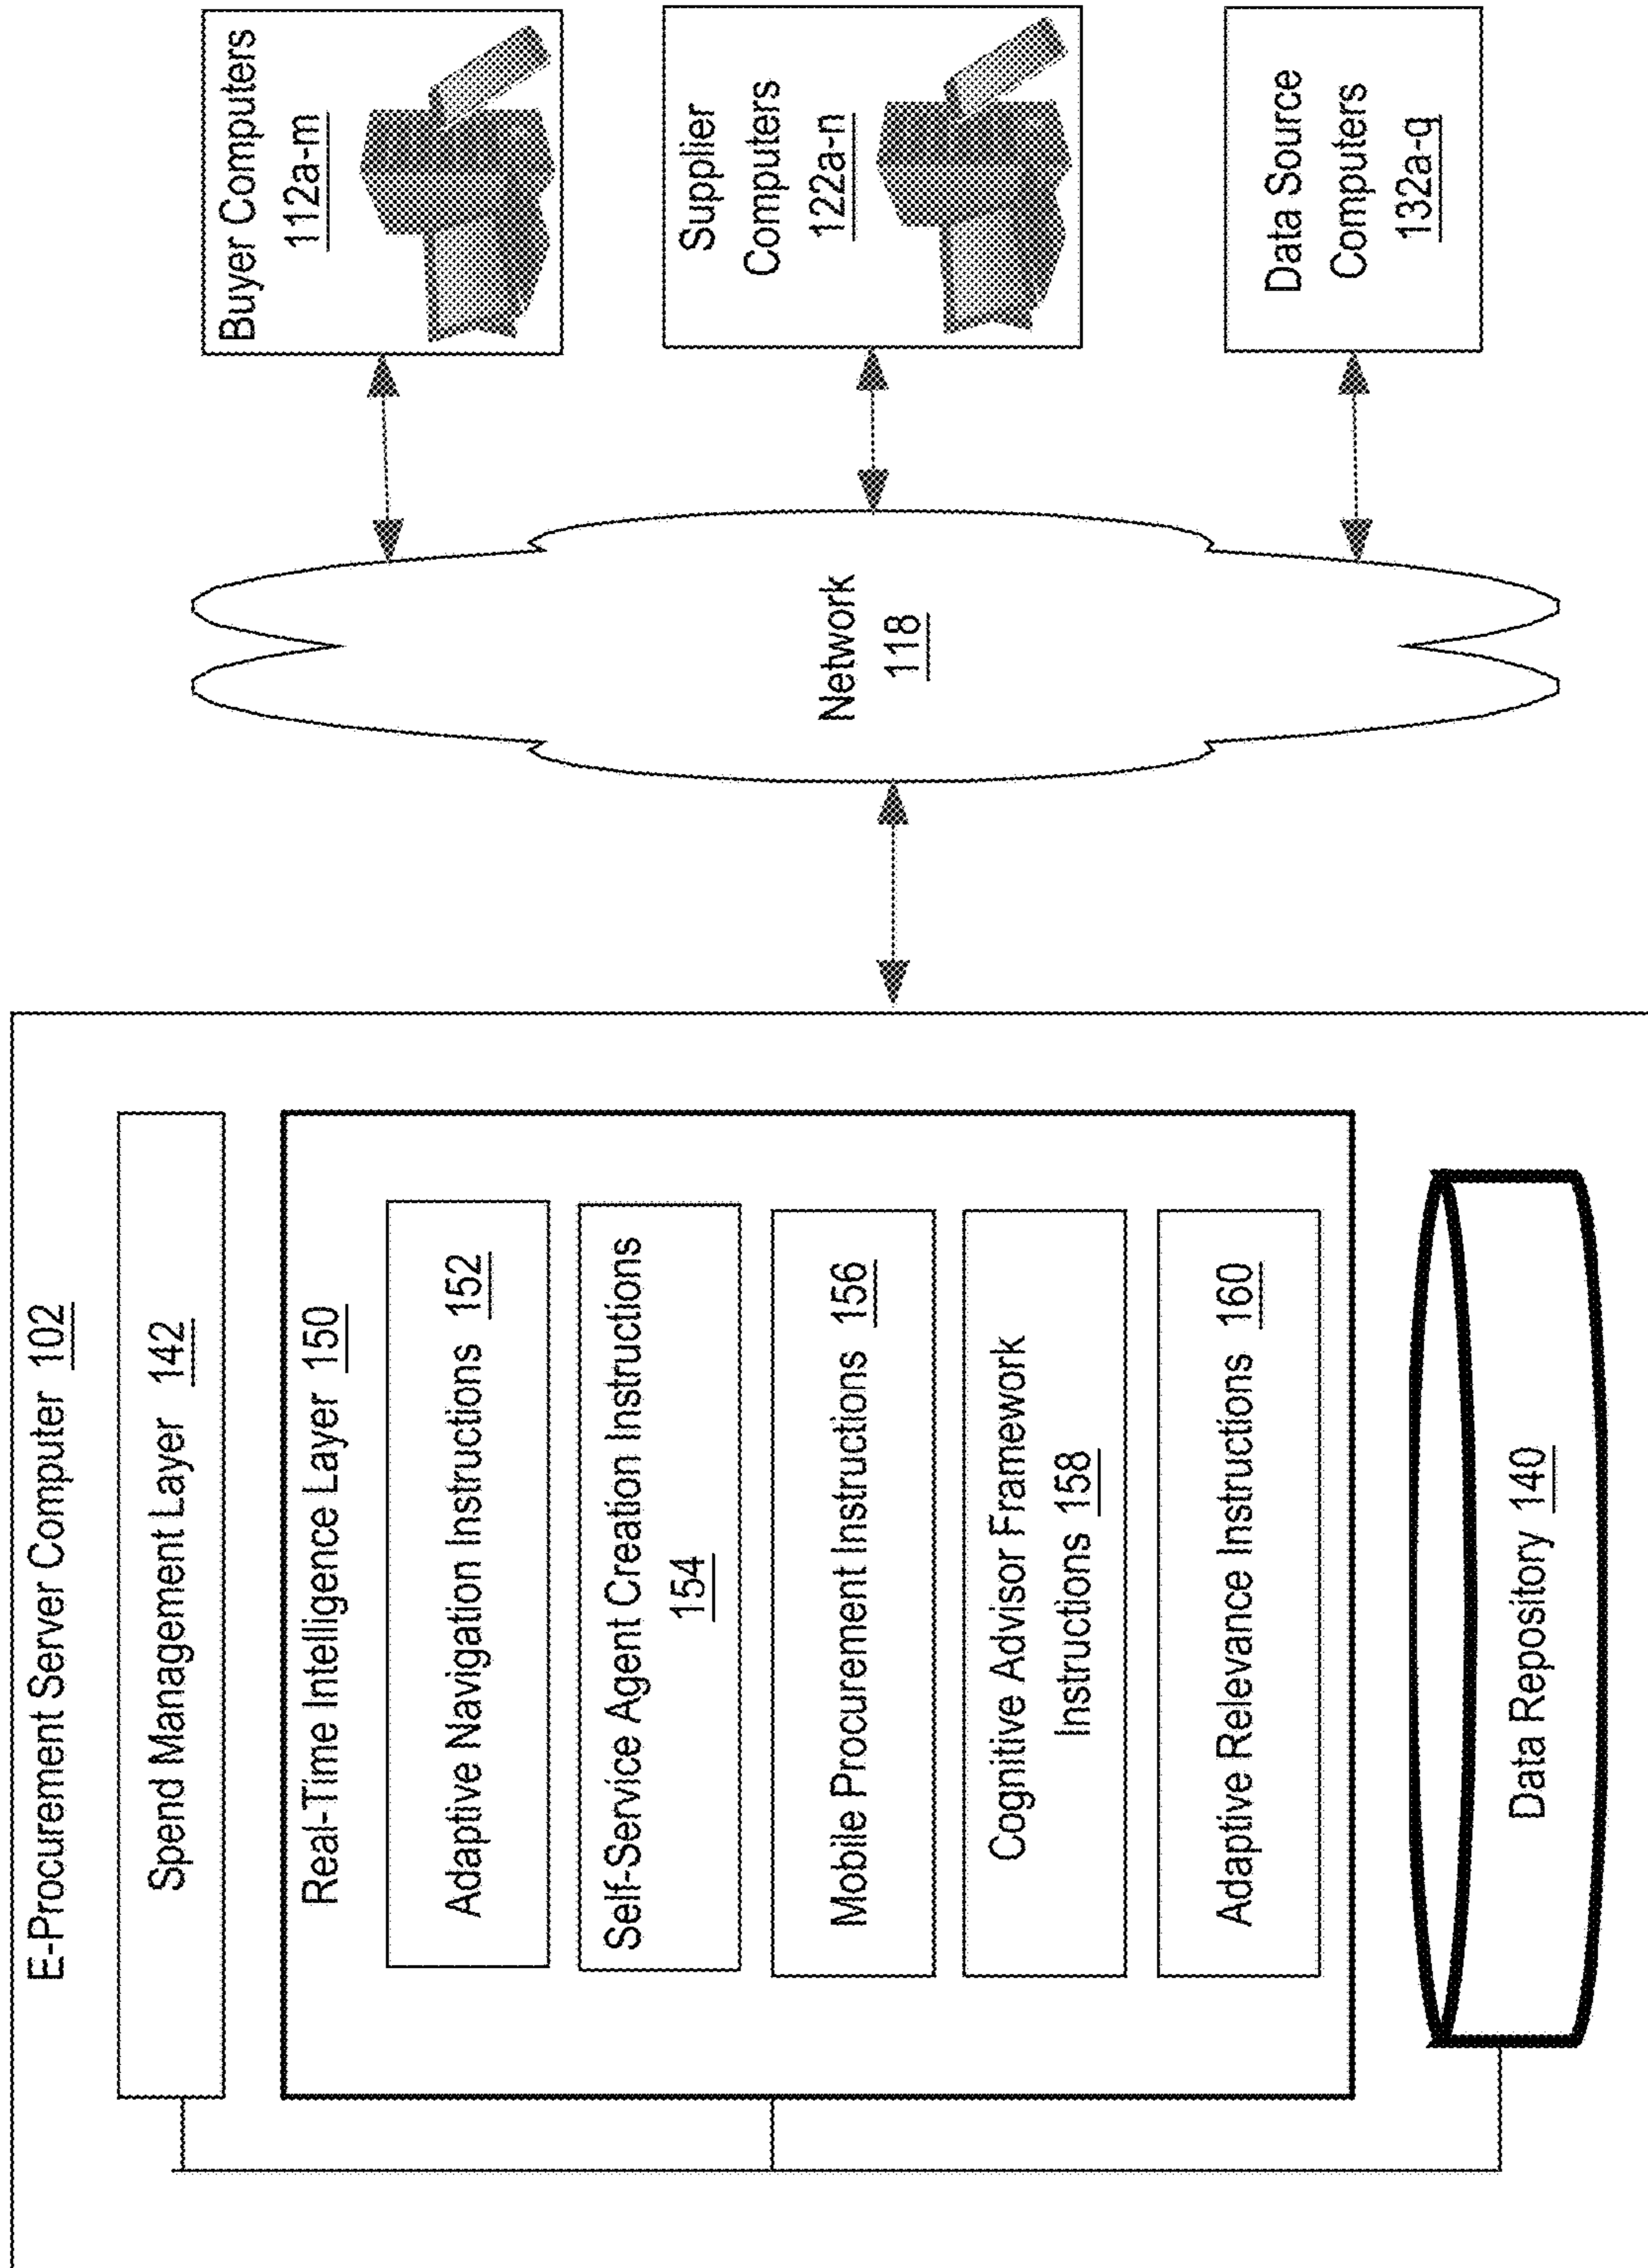 E-Procurement Server Computer 102
Spend Management Layer 142
Real-Time Intelligence Layer 150
Adaptive Navigation Instructions 152
Self-Service Agent Creation Instructions
154
Mobile Procurement Instructions 156
Cognitive Advisor Framework
Instructions 158
Adaptive Relevance Instructions 160
Data Repository 140
Network
118
Buyer Computers
112a-m
Supplier
Computers
122a-n
Data Source
Computers
132a-q